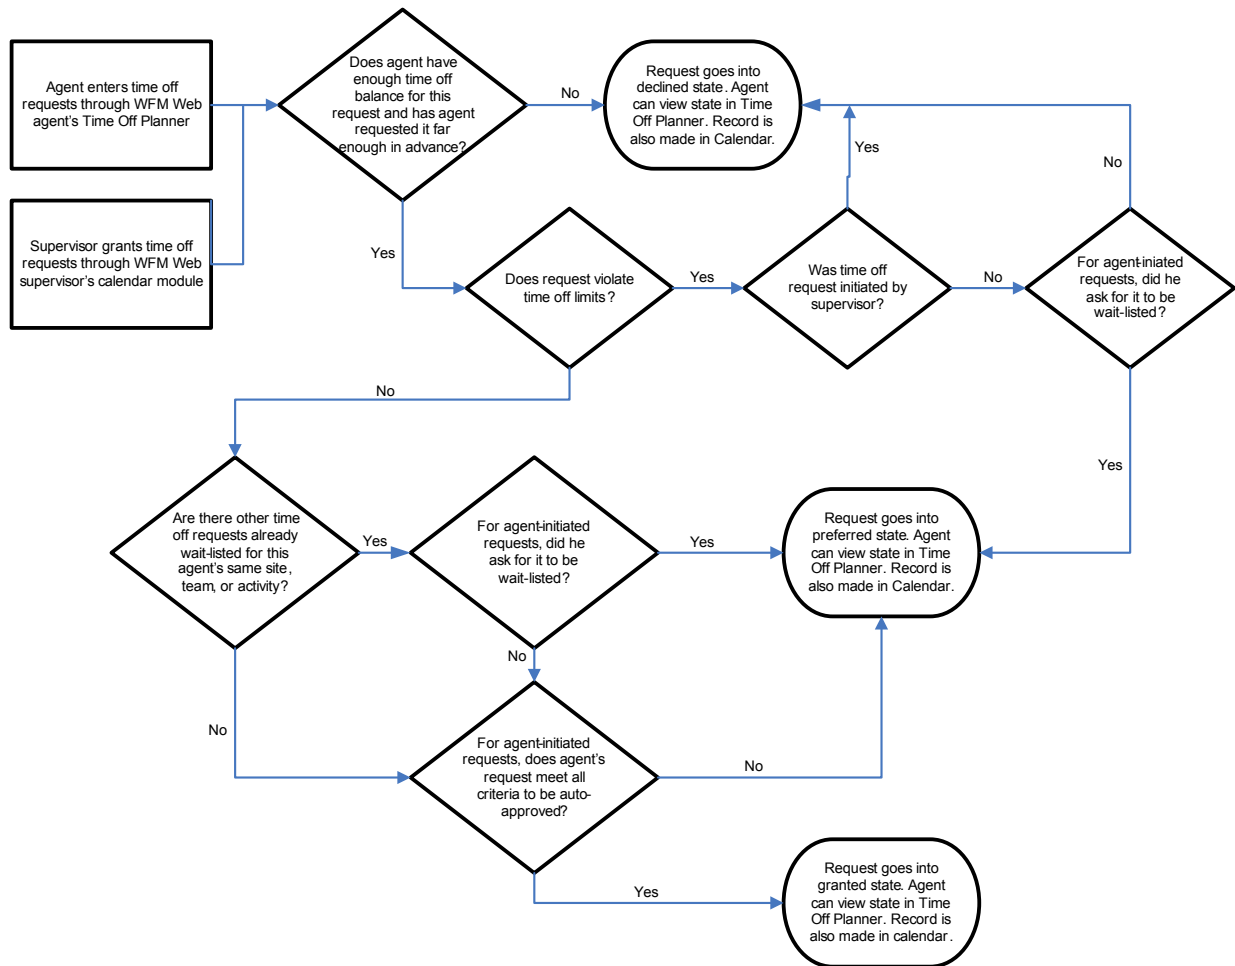 Agent enters time off
requests through WFM Web
agent's Time Off Planner
Does agent have
enough time off
balance for this
request and has agent
requested it far
enough in advance?
No
Request goes into
declined state. Agent
can view state in Time
Off Planner. Record is
also made in Calendar.
Yes
No
Supervisor grants time off
requests through WFM Web
supervisor's calendar module
Yes
Does request violate
time off limits?
Yes
Was time off
request initiated by
supervisor?
No
For agent-iniated
requests, did he
ask for it to be
wait-listed?
No
Yes
Are there other time
off requests already
wait-listed for this
agent's same site,
team, or activity?
Yes
For agent-initiated
requests, did he
ask for it to be
wait-listed?
Yes
Request goes into
preferred state. Agent
can view state in Time
Off Planner. Record is
also made in Calendar.
No
No
For agent-initiated
requests, does agent's
request meet all
criteria to be auto-
approved?
No
Yes
Request goes into
granted state. Agent
can view state in Time
Off Planner. Record is
also made in calendar.